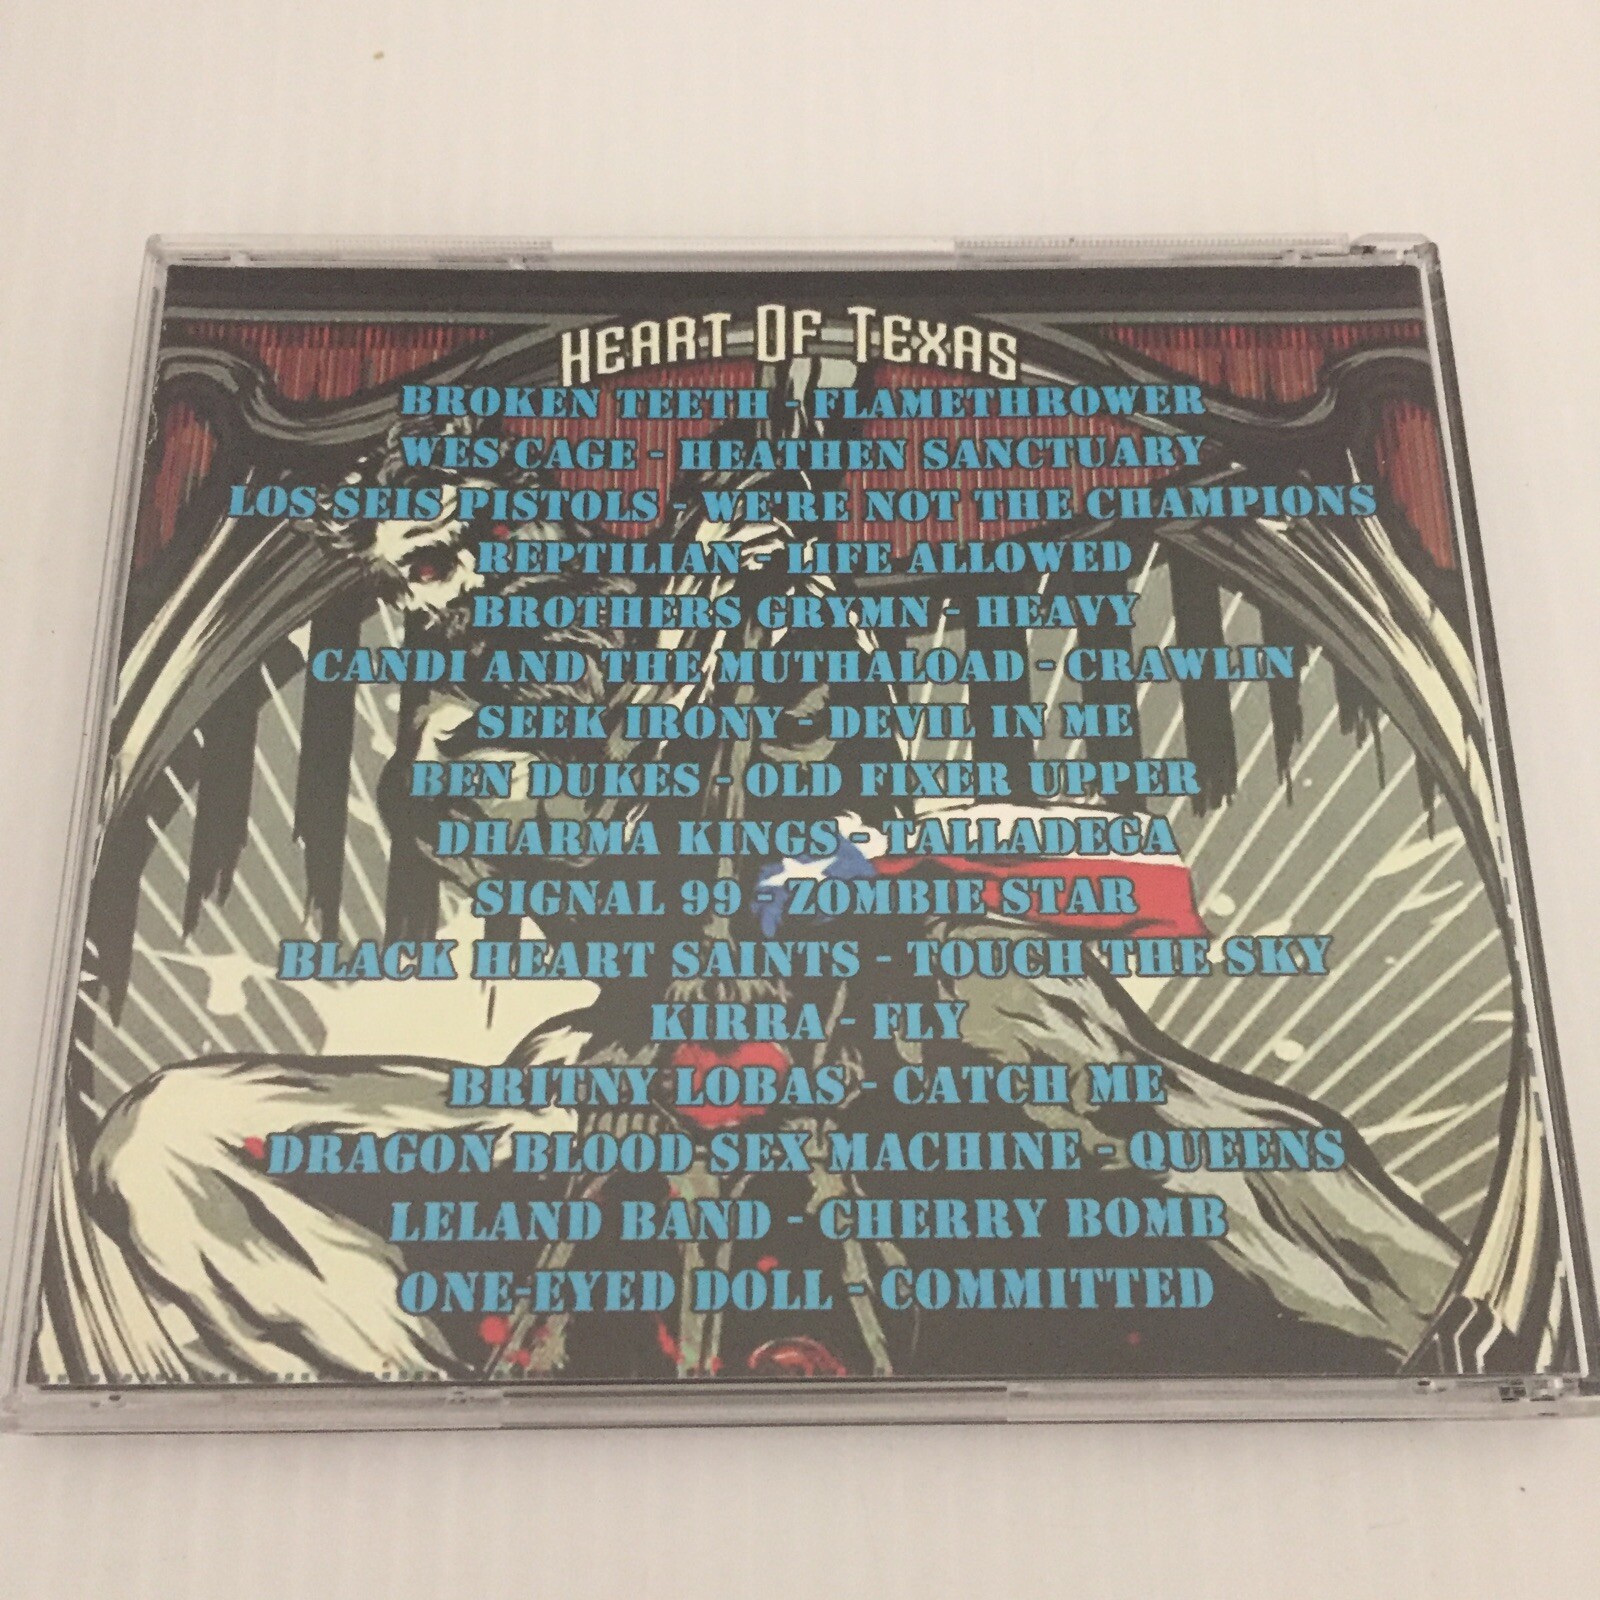 HEART OF TEXAS
BROKEN TEETH - FLAMETHROWER
WES CAGE - HEATHEN SANCTUARY
LOS SEIS PISTOLS - WE'RE NOT THE CHAMPIONS
REPTILIAN - LIFE ALLOWED
BROTHERS GRYMN - HEAVY
CANDI AND THE MUTHALOAD - CRAWLIN
SEEK IRONY - DEVIL IN ME
BEN DUKES - OLD FIXER UPPER
DHARMA KINGS - TALLADEGA
SIGNAL 99 - ZOMBIE STAR
BLACK HEART SAINTS - TOUCH THE SKY
KIRRA - FLY
BRITNY LOBAS - CATCH ME
DRAGON BLOOD SEX MACHINE - QUEENS
LELAND BAND - CHERRY BOMB
ONE-EYED DOLL - COMMITTED